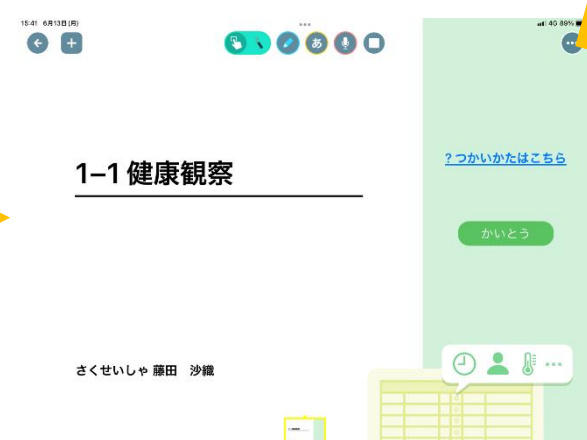 15:41 6月13日(月)
4G 89%
あ
1–1 健康観察
?つかいかたはこちら
かいとう
さくせいしゃ 藤田 沙織